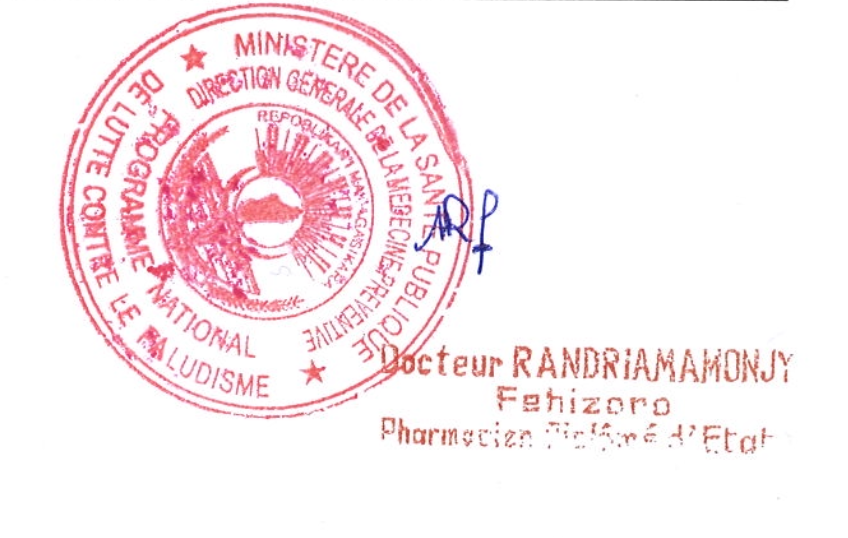 MINISTERE DE LA SANTE PUBLIQUE
DIRECTION GENERALE DE LA MEDECINE PREVENTIVE
PROGRAMME NATIONAL
DE LUTTE CONTRE LE PALUDISME
REPOBLIKAN'I MADAGASIKARA
Docteur RANDRIAMAMONJY
Fehizoro
Pharmacien Diplômé d'Etat